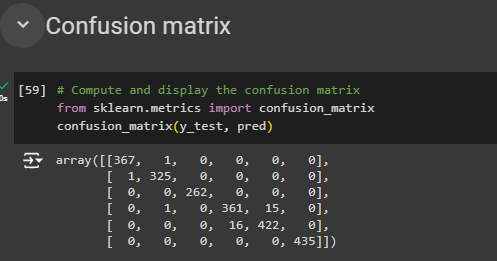 Confusion matrix
[59] # Compute and display the confusion matrix
from sklearn.metrics import confusion_matrix
confusion_matrix(y_test, pred)
0s
array([[367, 1, 0, 0, 0, 0],
[ 1, 325, 0, 0, 0, 0],
[ 0, 0, 262, 0, 0, 0],
[ 0, 1, 0, 361, 15, 0],
[ 0, 0, 0, 16, 422, 0],
[ 0, 0, 0, 0, 0, 435]])